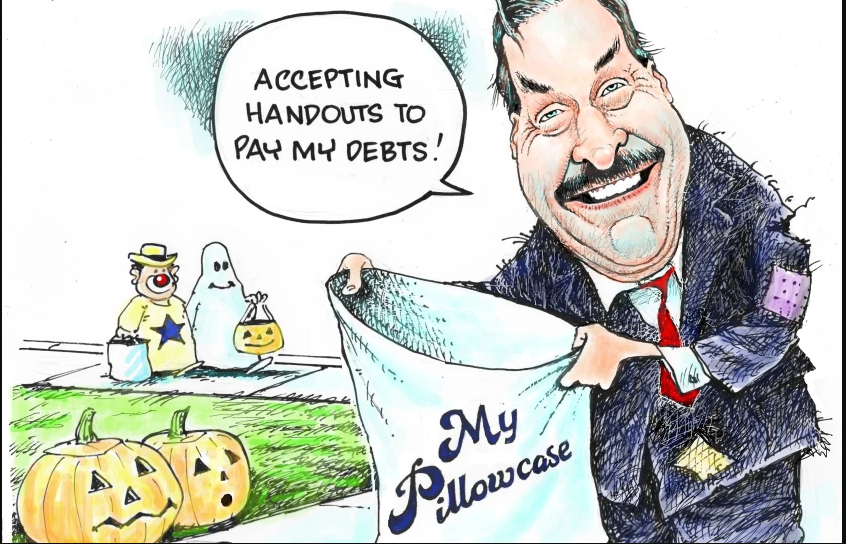 ACCEPTING
HANDOUTS TO
PAY MY DEBTS!
My
Pillowcase